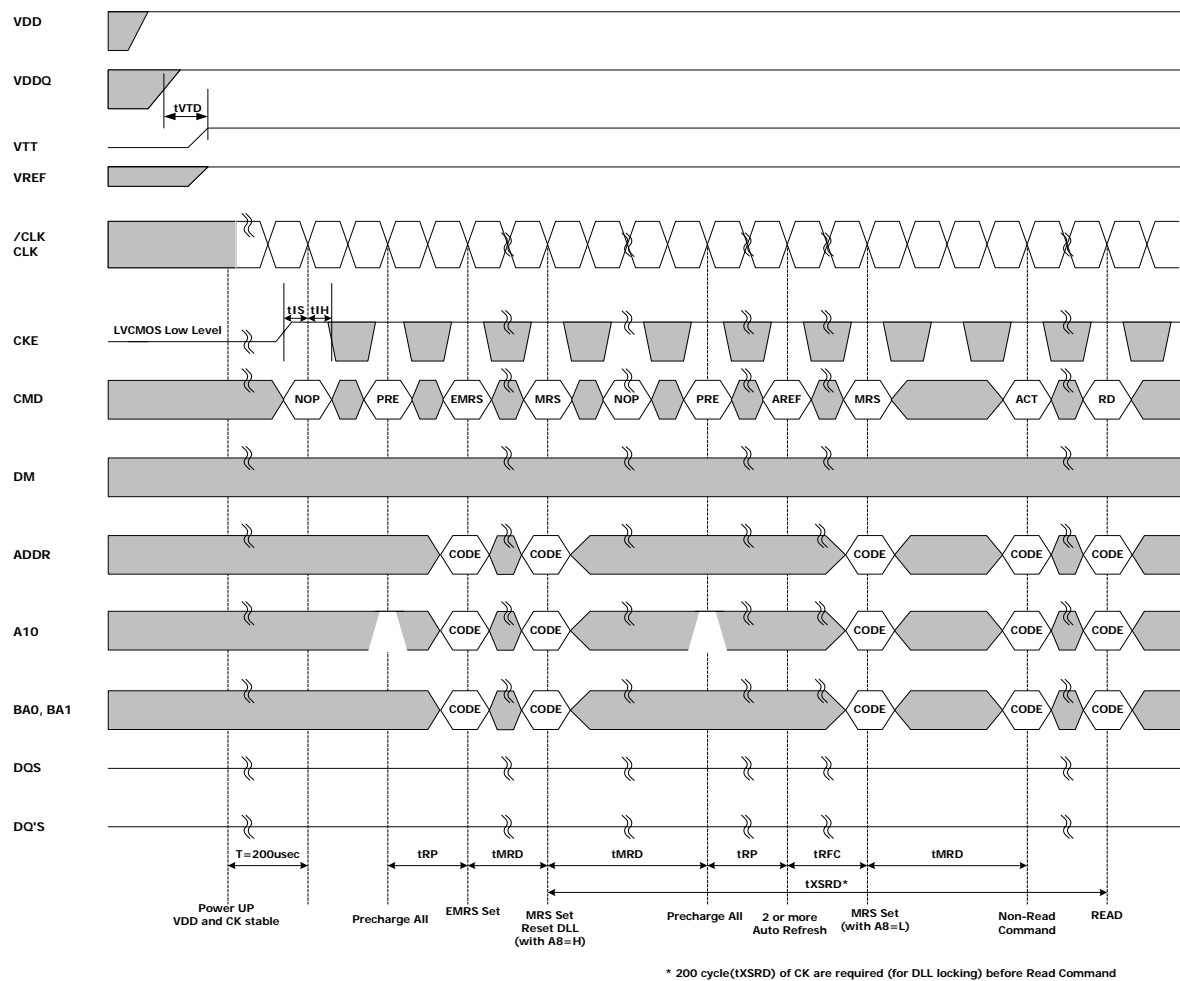 VDD
VDDQ
tVTD
VTT
VREF
/CLK
CLK
tIS tIH
LVCMOS Low Level
CKE
CMD NOP PRE EMRS MRS NOP PRE AREF MRS ACT RD
DM
ADDR CODE CODE CODE CODE CODE
A10 CODE CODE CODE CODE CODE
BA0, BA1 CODE CODE CODE CODE CODE
DQS
DQ'S
T=200usec tRP tMRD tMRD tRP tRFC tMRD
tXSRD*
Power UP
VDD and CK stable
Precharge All
EMRS Set
MRS Set
Reset DLL
(with A8=H)
Precharge All
2 or more
Auto Refresh
MRS Set
(with A8=L)
Non-Read
Command
READ
* 200 cycle(tXSRD) of CK are required (for DLL locking) before Read Command